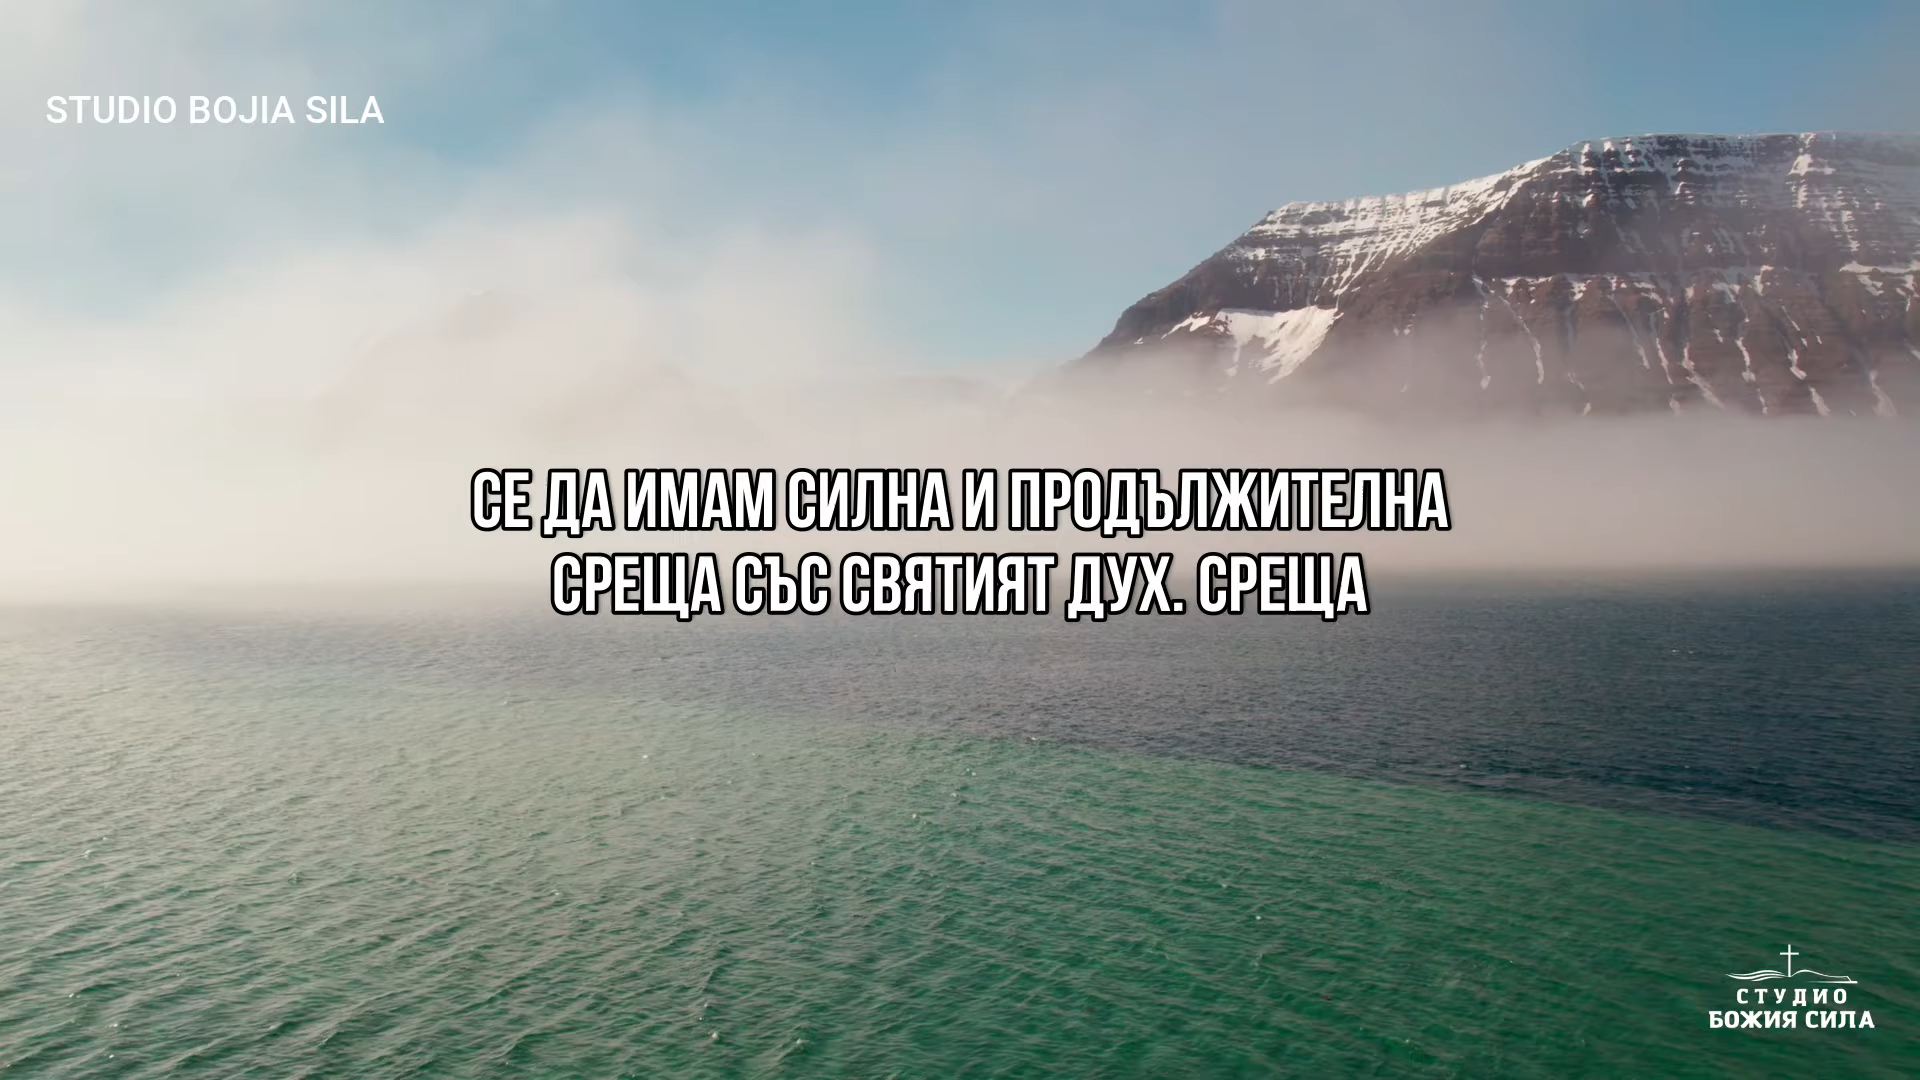 STUDIO BOJIA SILA
СЕ ДА ИМАМ СИЛНА И ПРОДЪЛЖИТЕЛНА
СРЕЩА СЪС СВЯТИЯТ ДУХ. СРЕЩА
СТУДИО
БОЖИЯ СИЛА